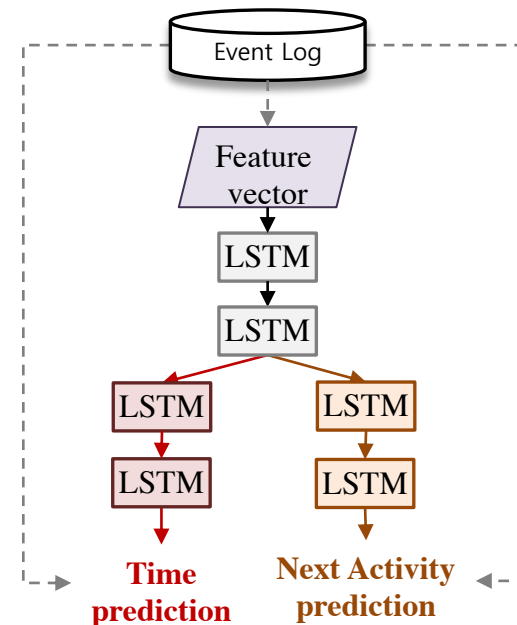 Event Log
Feature
vector
LSTM
LSTM
LSTM
LSTM
LSTM
LSTM
Time
prediction
Next Activity
prediction